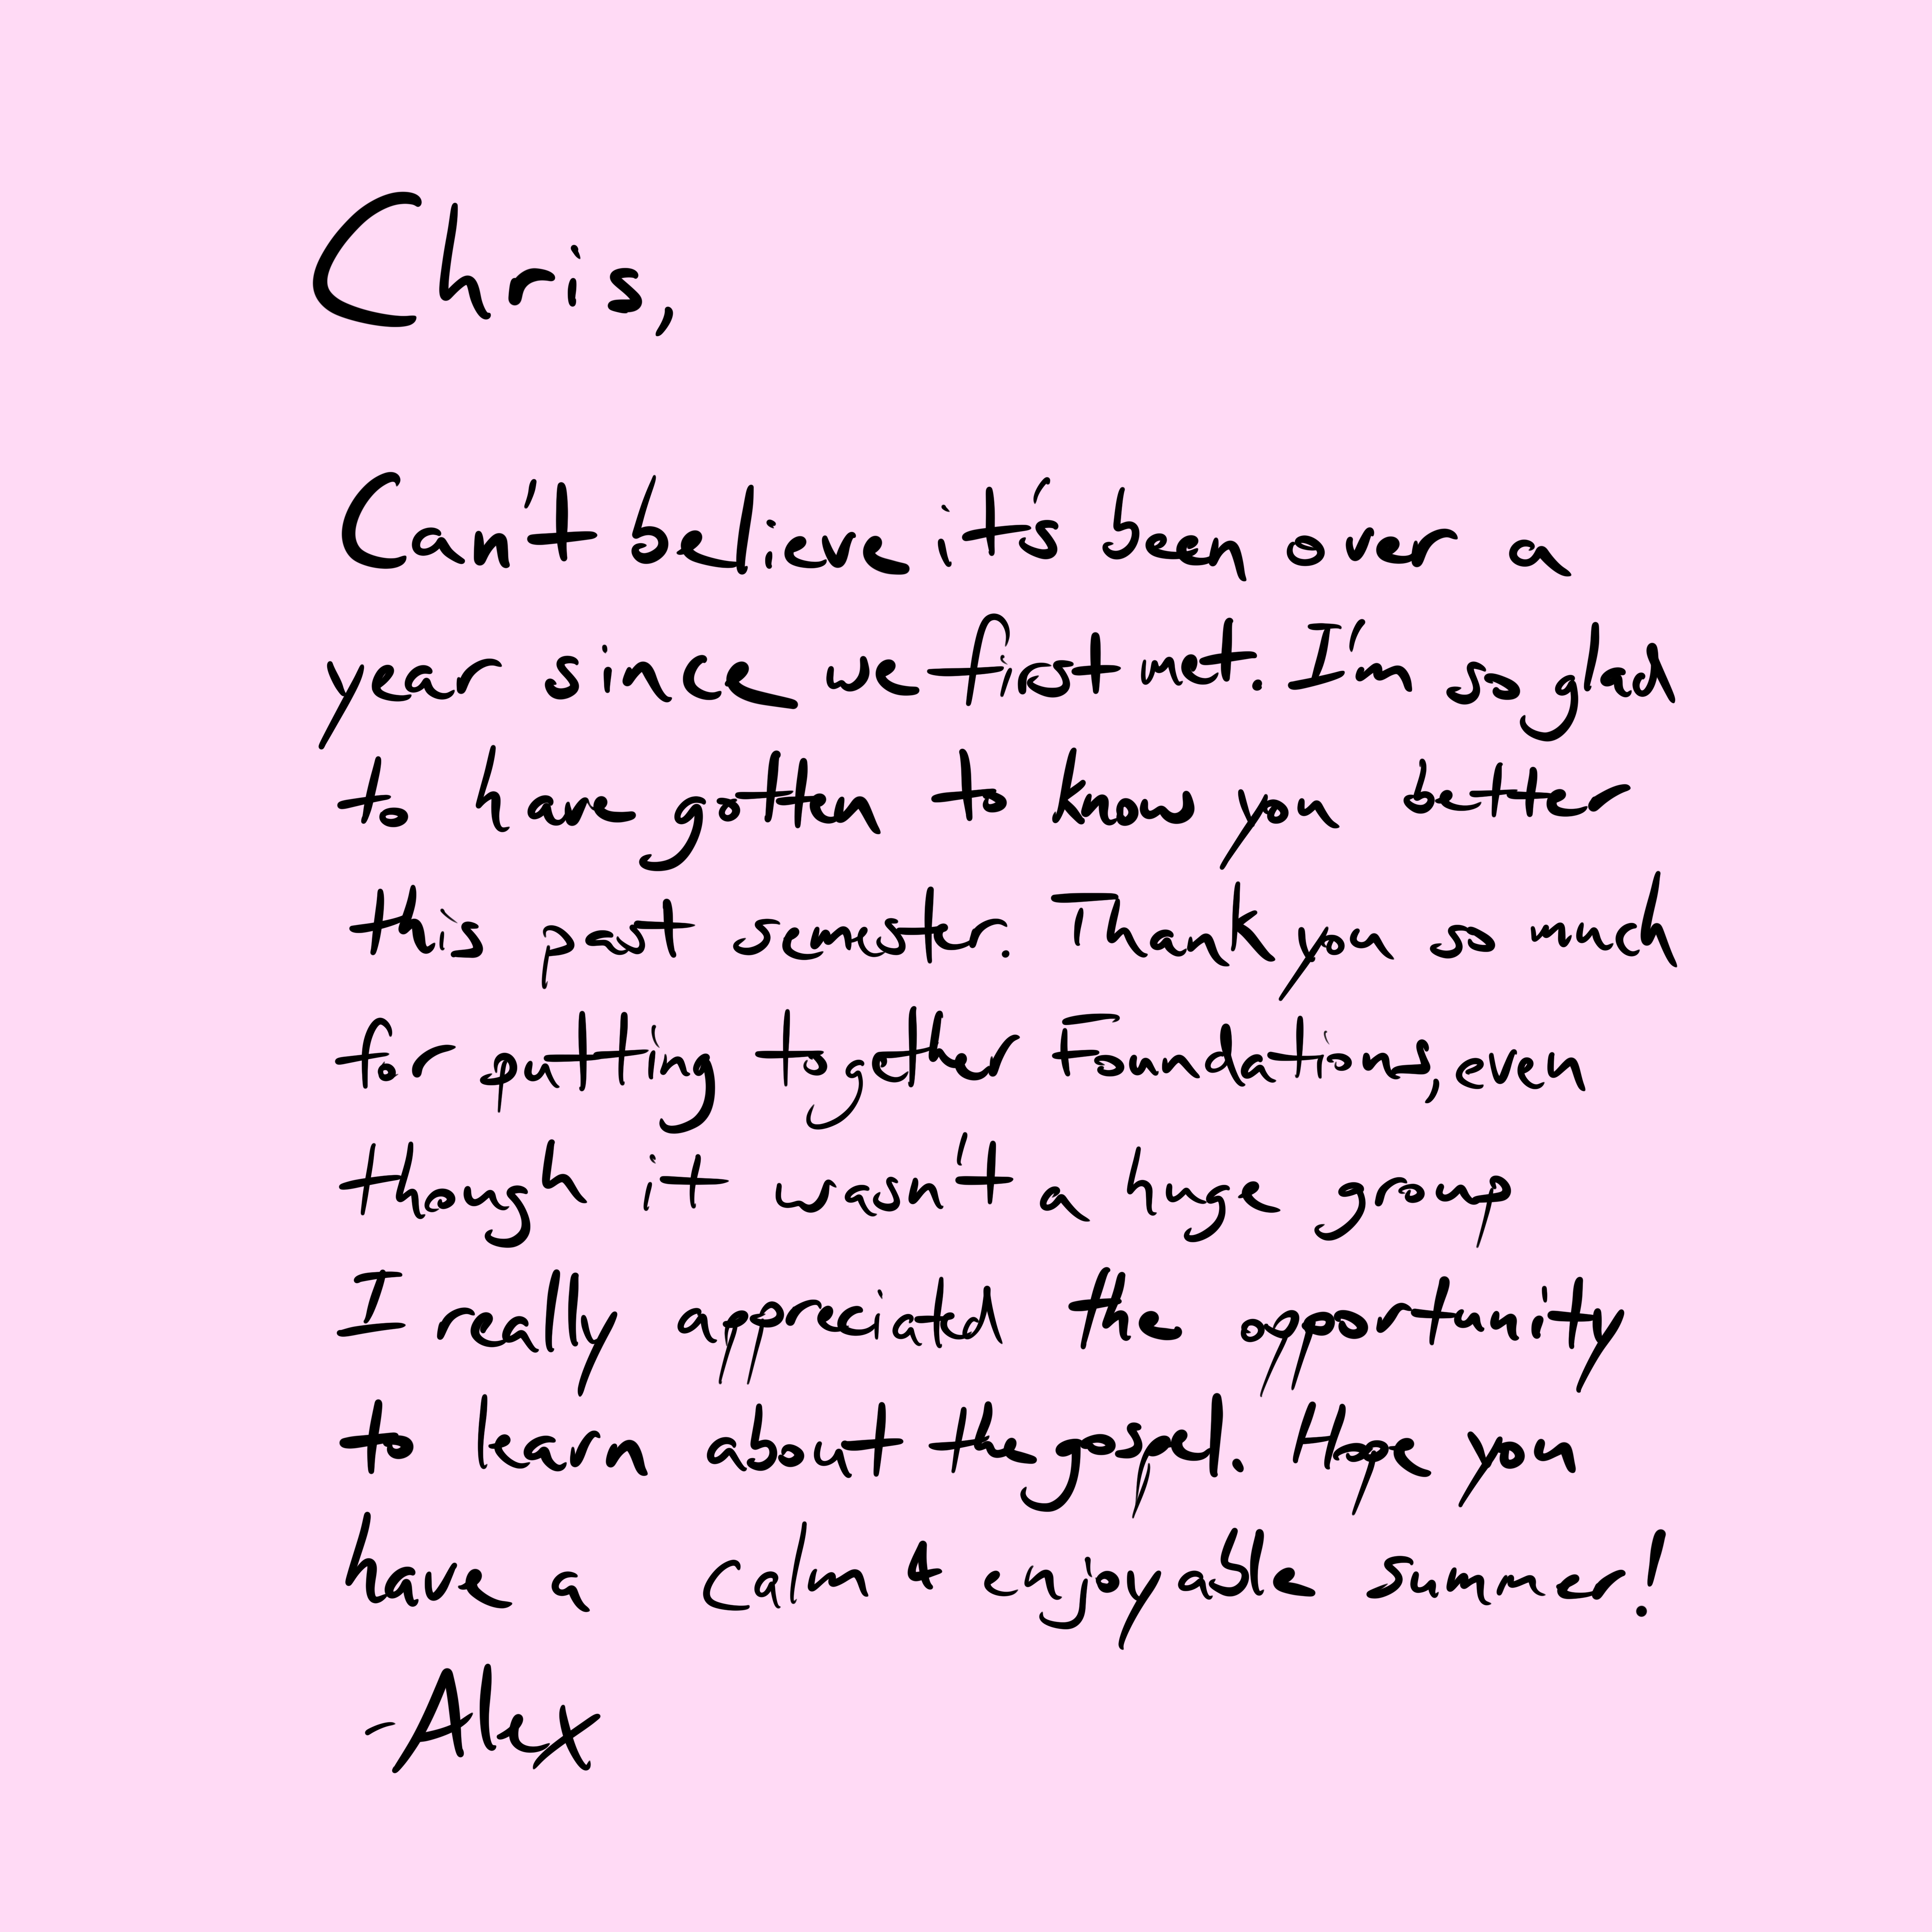 Chris,
Can't believe it's been over a
year since we first met. I'm so glad
to have gotten to know you better
this past semester. Thank you so much
for putting together Foundations, even
though it wasn't a huge group
I really appreciated the opportunity
to learn about the gospel. Hope you
have a calm & enjoyable summer!
-Alex